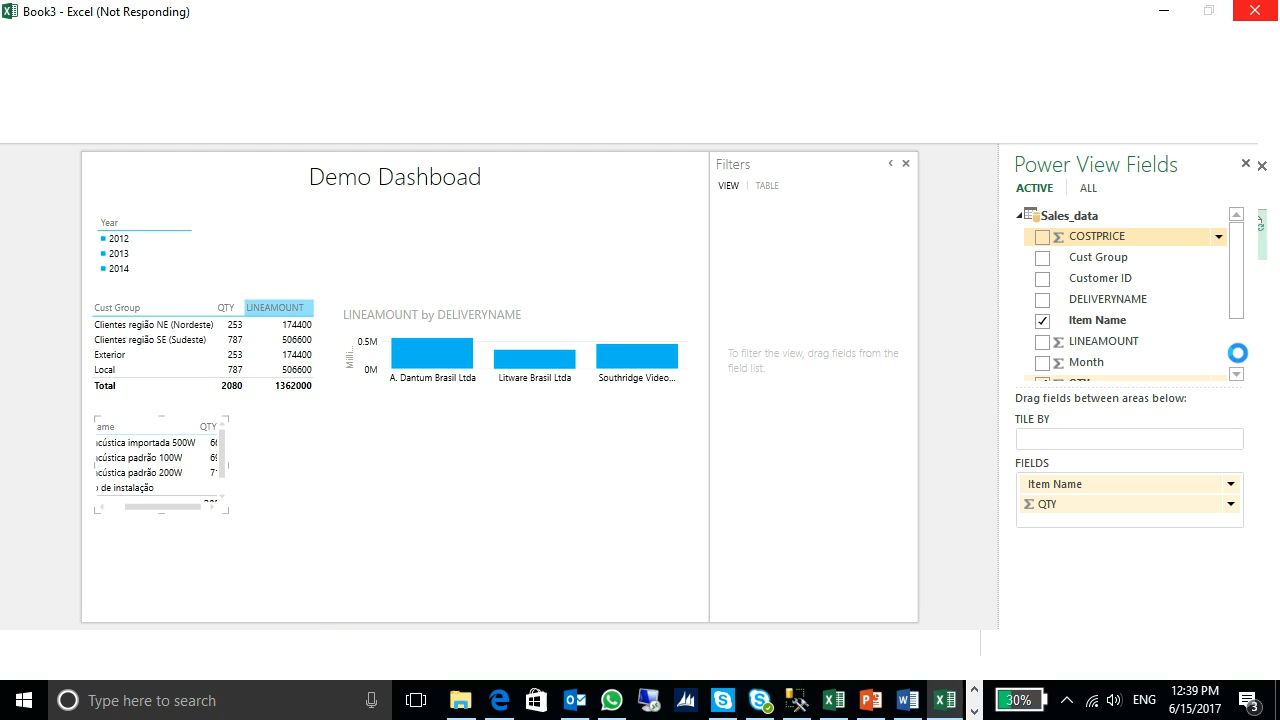 Book3 - Excel (Not Responding)
Demo Dashboad
Year
2012
2013
2014
Cust Group QTY LINEAMOUNT
Clientes região NE (Nordeste) 253 174400
Clientes região SE (Sudeste) 787 506600
Exterior 253 174400
Local 787 506600
Total 2080 1362000
LINEAMOUNT by DELIVERYNAME
Milli...
0.5M
0M
A. Dantum Brasil Ltda Litware Brasil Ltda Southridge Video...
ame QTY
acústica importada 500W
acústica padrão 100W
acústica padrão 200W
o de instalação
Filters
VIEW TABLE
To filter the view, drag fields from the
field list.
Power View Fields
ACTIVE ALL
Sales_data
COSTPRICE
Cust Group
Customer ID
DELIVERYNAME
Item Name
LINEAMOUNT
Month
QTY
Drag fields between areas below:
TILE BY
FIELDS
Item Name
Σ QTY
Type here to search
30%
ENG
12:39 PM
6/15/2017
3